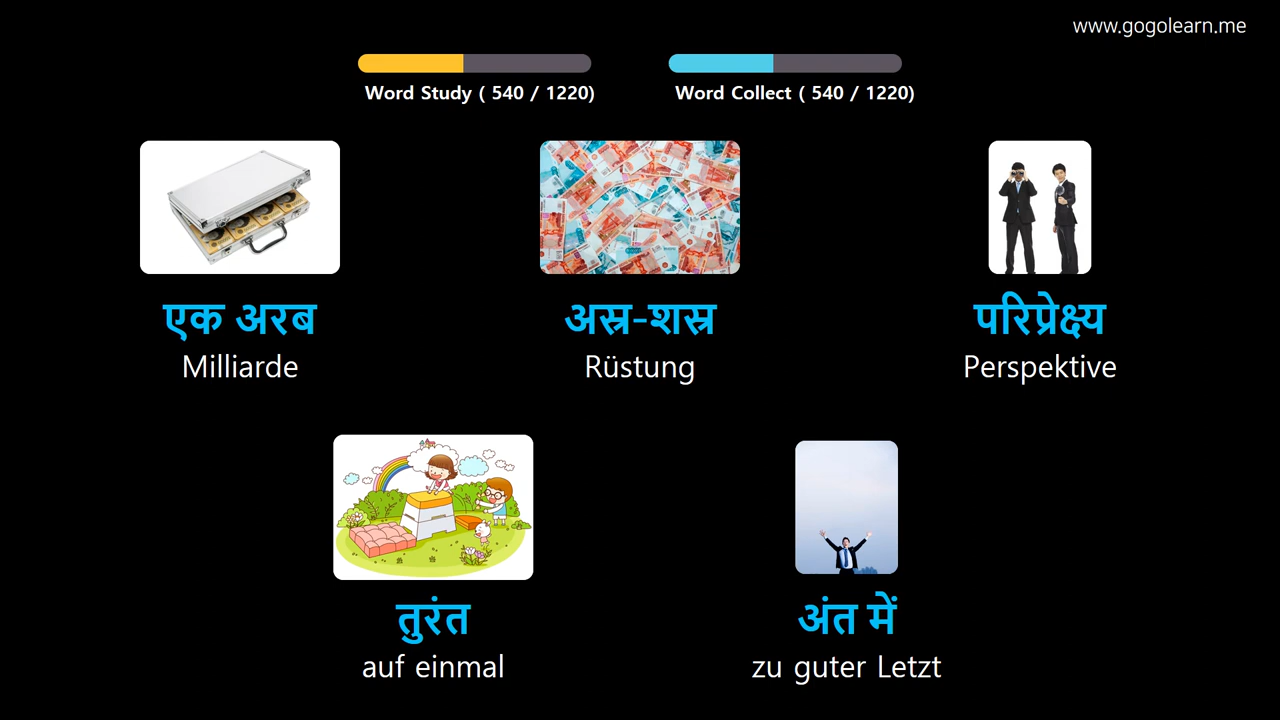 www.gogolearn.me
Word Study ( 540 / 1220)
Word Collect ( 540 / 1220)
एक अरब
Milliarde
अस्त्र-शस्त्र
Rüstung
परिप्रेक्ष्य
Perspektive
तुरंत
auf einmal
अंत में
zu guter Letzt